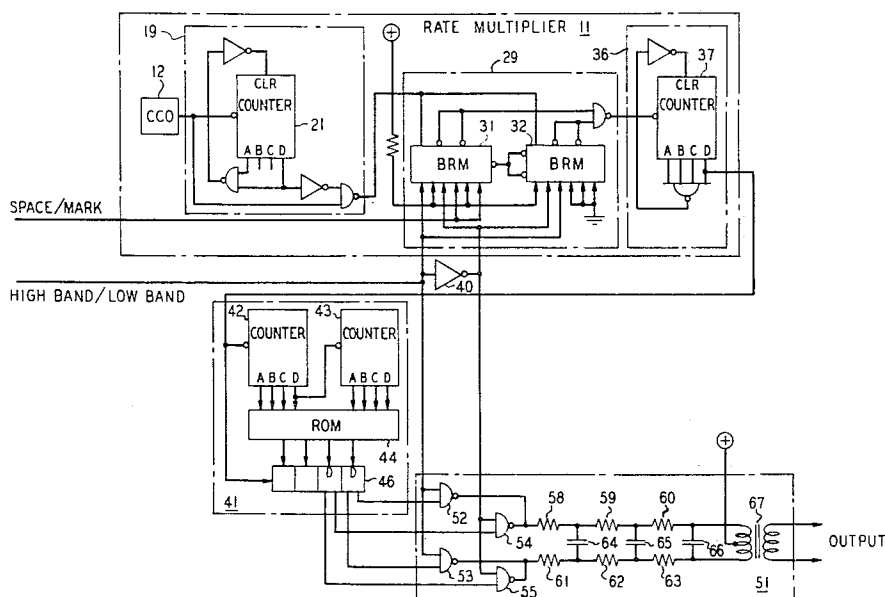 RATE MULTIPLIER 11
19
12
CCO
CLR
COUNTER
21
A B C D
29
31
BRM
32
BRM
36
37
CLR
COUNTER
A B C D
SPACE/MARK
40
HIGH BAND/LOW BAND
42
COUNTER
A B C D
43
COUNTER
A B C D
ROM
44
D D
46
41
52
54
53
55
58
59
60
64
65
66
61
62
63
67
OUTPUT
51